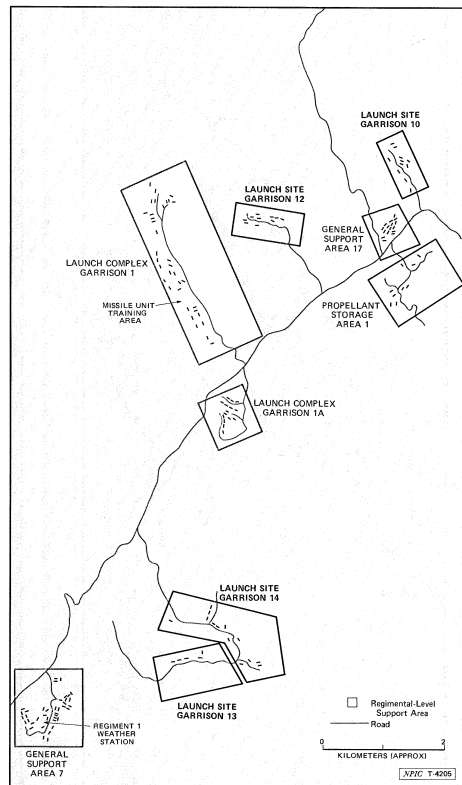 LAUNCH SITE
GARRISON 10
LAUNCH SITE
GARRISON 12
GENERAL
SUPPORT
AREA 17
LAUNCH COMPLEX
GARRISON 1
MISSILE UNIT
TRAINING
AREA
PROPELLANT
STORAGE
AREA 1
LAUNCH COMPLEX
GARRISON 1A
LAUNCH SITE
GARRISON 14
LAUNCH SITE
GARRISON 13
REGIMENT 1
WEATHER
STATION
GENERAL
SUPPORT
AREA 7
Regimental-Level
Support Area
Road
0 2
KILOMETERS (APPROX)
NPIC T-4205